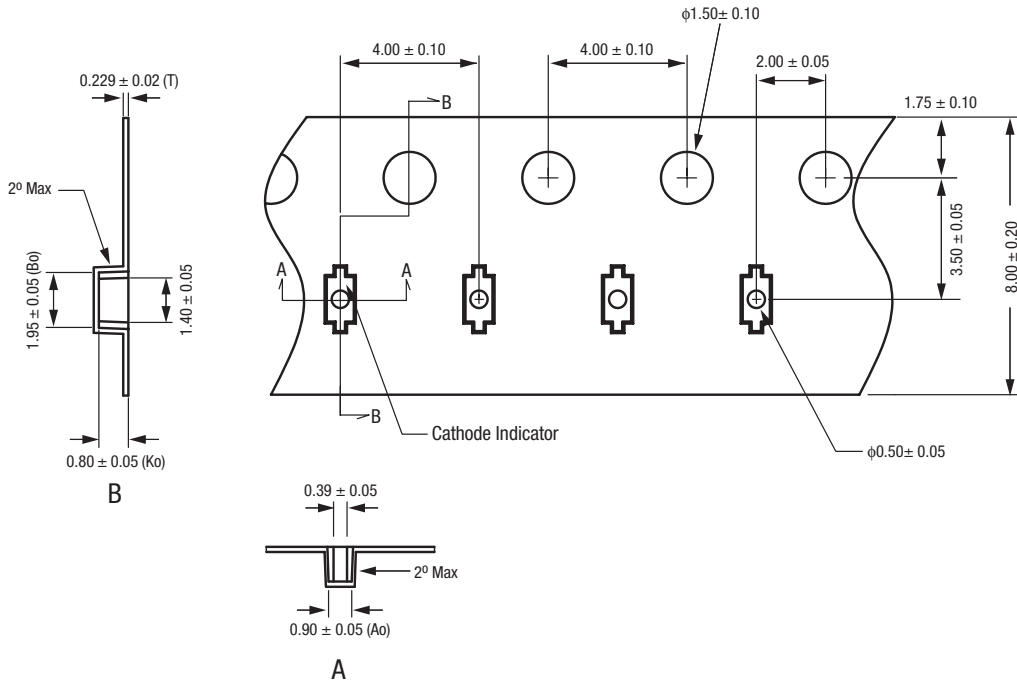 ϕ1.50± 0.10
4.00 ± 0.10
4.00 ± 0.10
2.00 ± 0.05
0.229 ± 0.02 (T)
B
1.75 ± 0.10
2º Max
A
A
1.95 ± 0.05 (Bo)
1.40 ± 0.05
3.50 ± 0.05
8.00 ± 0.20
B
Cathode Indicator
ϕ0.50± 0.05
0.80 ± 0.05 (Ko)
B
0.39 ± 0.05
2º Max
0.90 ± 0.05 (Ao)
A